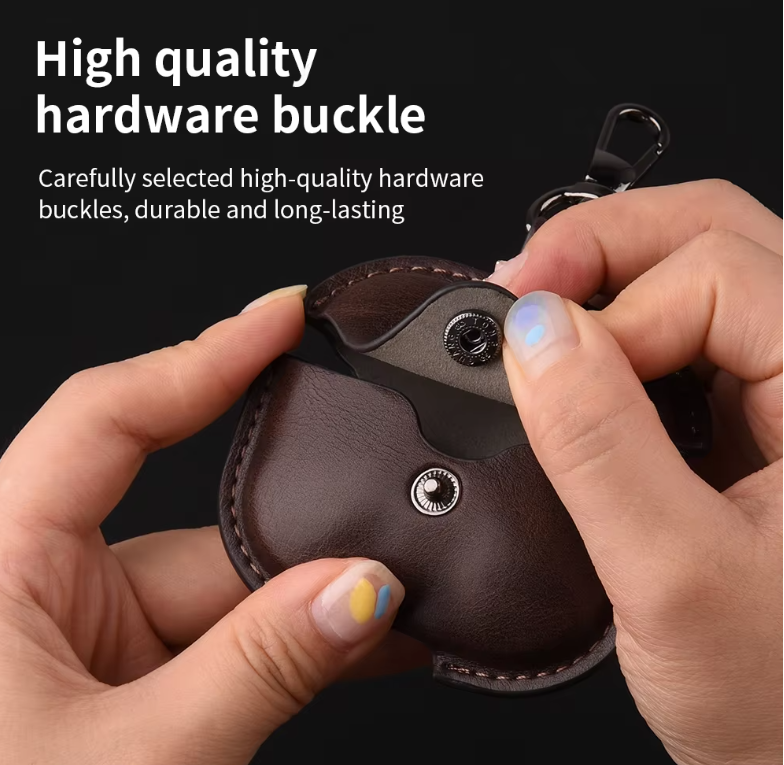 High quality
hardware buckle
Carefully selected high-quality hardware
buckles, durable and long-lasting